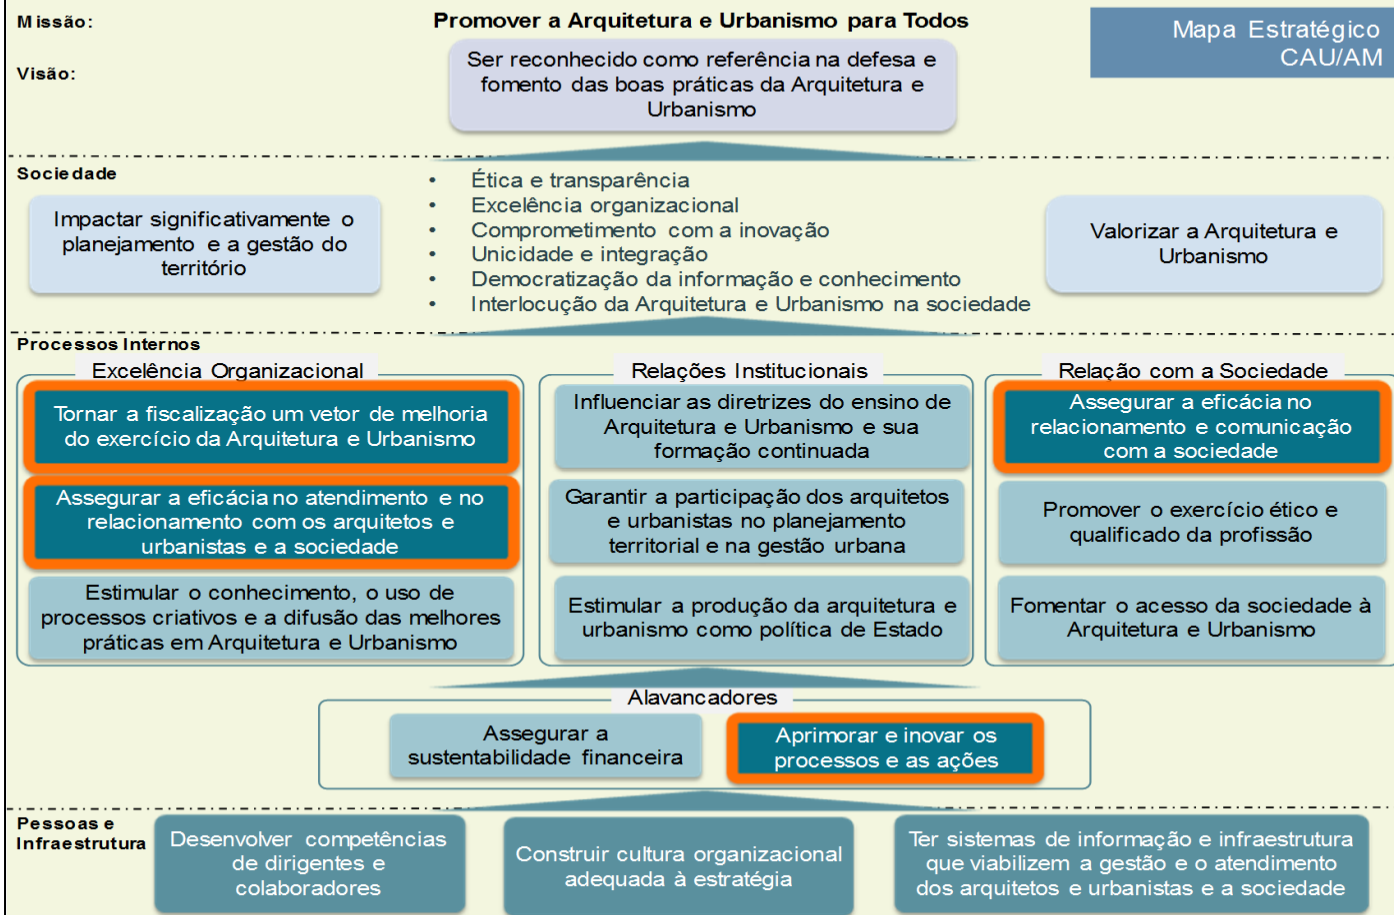 Missão:
Promover a Arquitetura e Urbanismo para Todos
Mapa Estratégico
CAU/AM
Visão:
Ser reconhecido como referência na defesa e
fomento das boas práticas da Arquitetura e
Urbanismo
Sociedade
Impactar significativamente o
planejamento e a gestão do
território
• Ética e transparência
• Excelência organizacional
• Comprometimento com a inovação
• Unicidade e integração
• Democratização da informação e conhecimento
• Interlocução da Arquitetura e Urbanismo na sociedade
Valorizar a Arquitetura e
Urbanismo
Processos Internos
Excelência Organizacional
Tornar a fiscalização um vetor de melhoria
do exercício da Arquitetura e Urbanismo
Assegurar a eficácia no atendimento e no
relacionamento com os arquitetos e
urbanistas e a sociedade
Estimular o conhecimento, o uso de
processos criativos e a difusão das melhores
práticas em Arquitetura e Urbanismo
Relações Institucionais
Influenciar as diretrizes do ensino de
Arquitetura e Urbanismo e sua
formação continuada
Garantir a participação dos arquitetos
e urbanistas no planejamento
territorial e na gestão urbana
Estimular a produção da arquitetura e
urbanismo como política de Estado
Relação com a Sociedade
Assegurar a eficácia no
relacionamento e comunicação
com a sociedade
Promover o exercício ético e
qualificado da profissão
Fomentar o acesso da sociedade à
Arquitetura e Urbanismo
Alavancadores
Assegurar a
sustentabilidade financeira
Aprimorar e inovar os
processos e as ações
Pessoas e
Infraestrutura
Desenvolver competências
de dirigentes e
colaboradores
Construir cultura organizacional
adequada à estratégia
Ter sistemas de informação e infraestrutura
que viabilizem a gestão e o atendimento
dos arquitetos e urbanistas e a sociedade